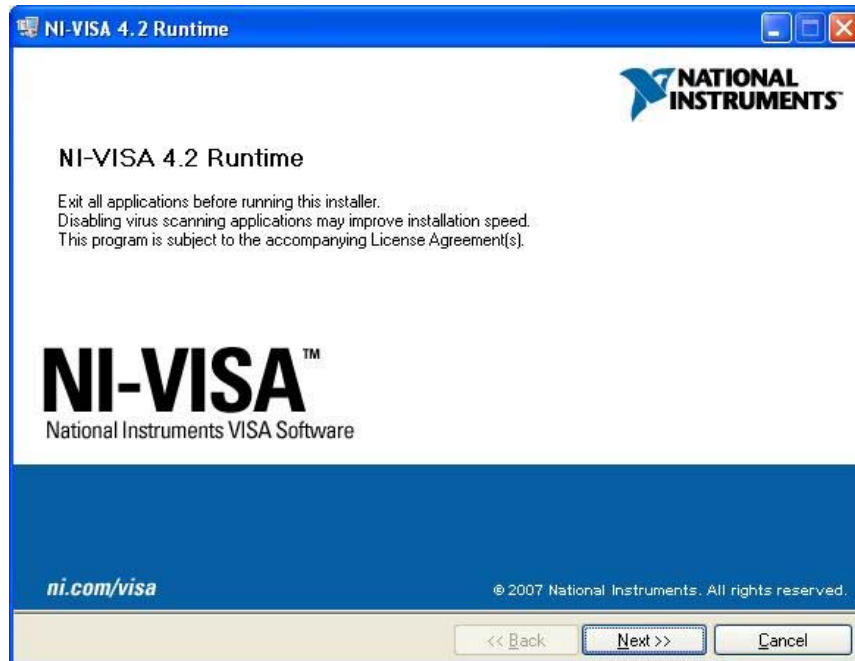 NI-VISA 4.2 Runtime
NATIONAL
INSTRUMENTS™
NI-VISA 4.2 Runtime
Exit all applications before running this installer.
Disabling virus scanning applications may improve installation speed.
This program is subject to the accompanying License Agreement(s).
NI-VISA™
National Instruments VISA Software
ni.com/visa
© 2007 National Instruments. All rights reserved.
<< Back
Next >>
Cancel